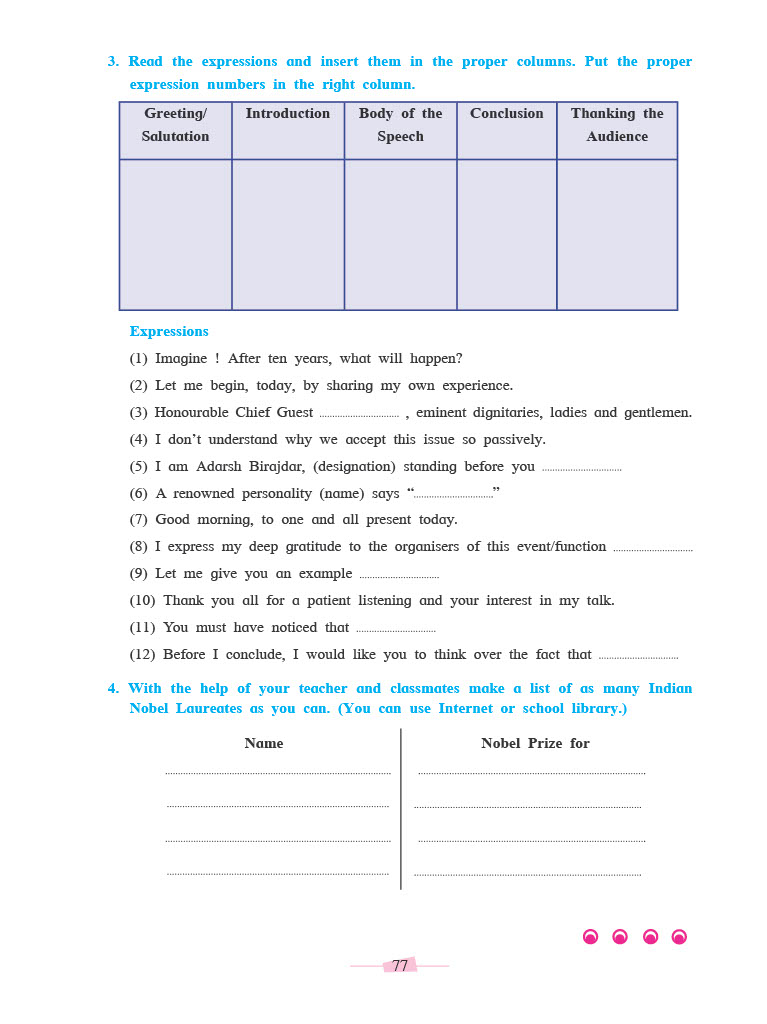 3. Read the expressions and insert them in the proper columns. Put the proper
expression numbers in the right column.
Greeting/ Introduction Body of the Conclusion Thanking the
Salutation Speech Audience
Expressions
(1) Imagine ! After ten years, what will happen?
(2) Let me begin, today, by sharing my own experience.
(3) Honourable Chief Guest ............................... , eminent dignitaries, ladies and gentlemen.
(4) I don’t understand why we accept this issue so passively.
(5) I am Adarsh Birajdar, (designation) standing before you ...............................
(6) A renowned personality (name) says “...............................”
(7) Good morning, to one and all present today.
(8) I express my deep gratitude to the organisers of this event/function ...............................
(9) Let me give you an example ...............................
(10) Thank you all for a patient listening and your interest in my talk.
(11) You must have noticed that ...............................
(12) Before I conclude, I would like you to think over the fact that ...............................
4. With the help of your teacher and classmates make a list of as many Indian
Nobel Laureates as you can. (You can use Internet or school library.)
Name Nobel Prize for
77